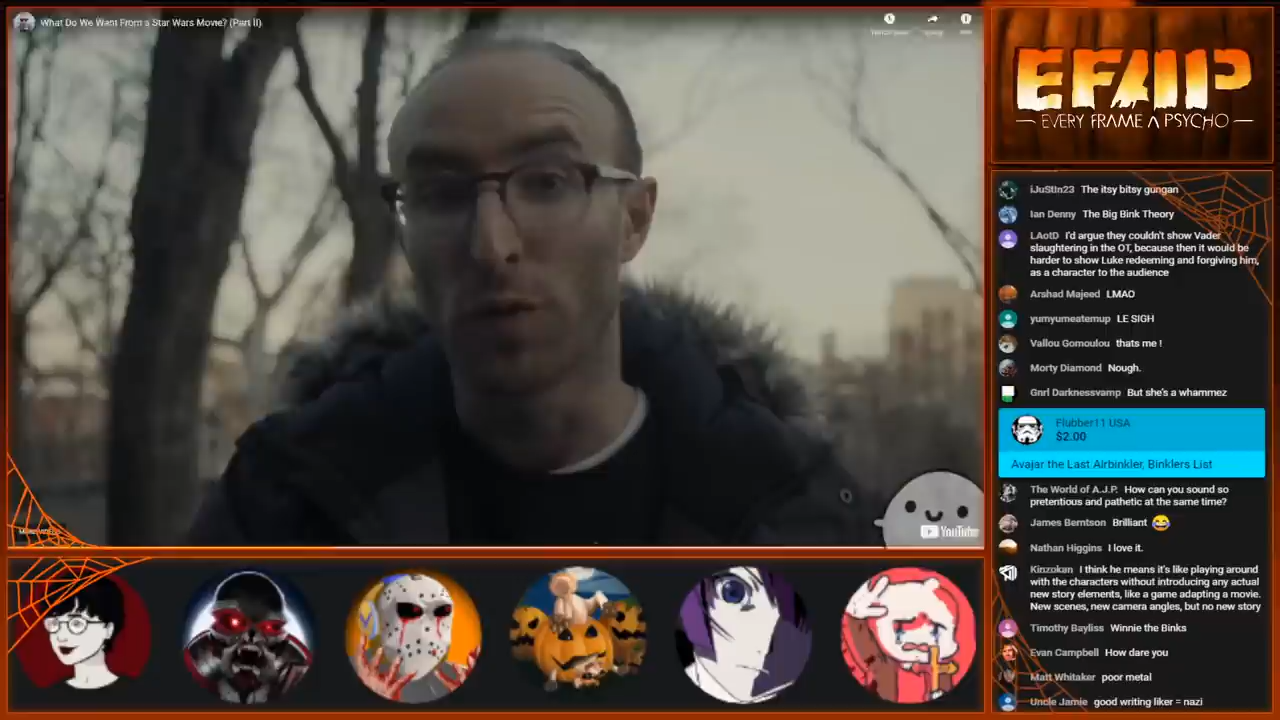 What Do We Want From a Star Wars Movie? (Part II)
EFAP
EVERY FRAME A PSYCHO
iJuStIn23 The itsy bitsy gungan
Ian Denny The Big Bink Theory
LAotD I'd argue they couldn't show Vader
slaughtering in the OT, because then it would be
harder to show Luke redeeming and forgiving him,
as a character to the audience
Arshad Majeed LMAO
yumyumeatemup LE SIGH
Vallou Gomoulou thats me !
Morty Diamond Nough.
Gnrl Darknessvamp But she's a whammez
Flubber11 USA
$2.00
Avajar the Last Airbinkler, Binklers List
The World of A.J.P. How can you sound so
pretentious and pathetic at the same time?
James Berntson Brilliant 😂
Nathan Higgins I love it.
Kinzokan I think he means it's like playing around
with the characters without introducing any actual
new story elements, like a game adapting a movie.
New scenes, new camera angles, but no new story
Timothy Bayliss Winnie the Binks
Evan Campbell How dare you
Matt Whitaker poor metal
Uncle Jamie good writing liker = nazi
YouTube